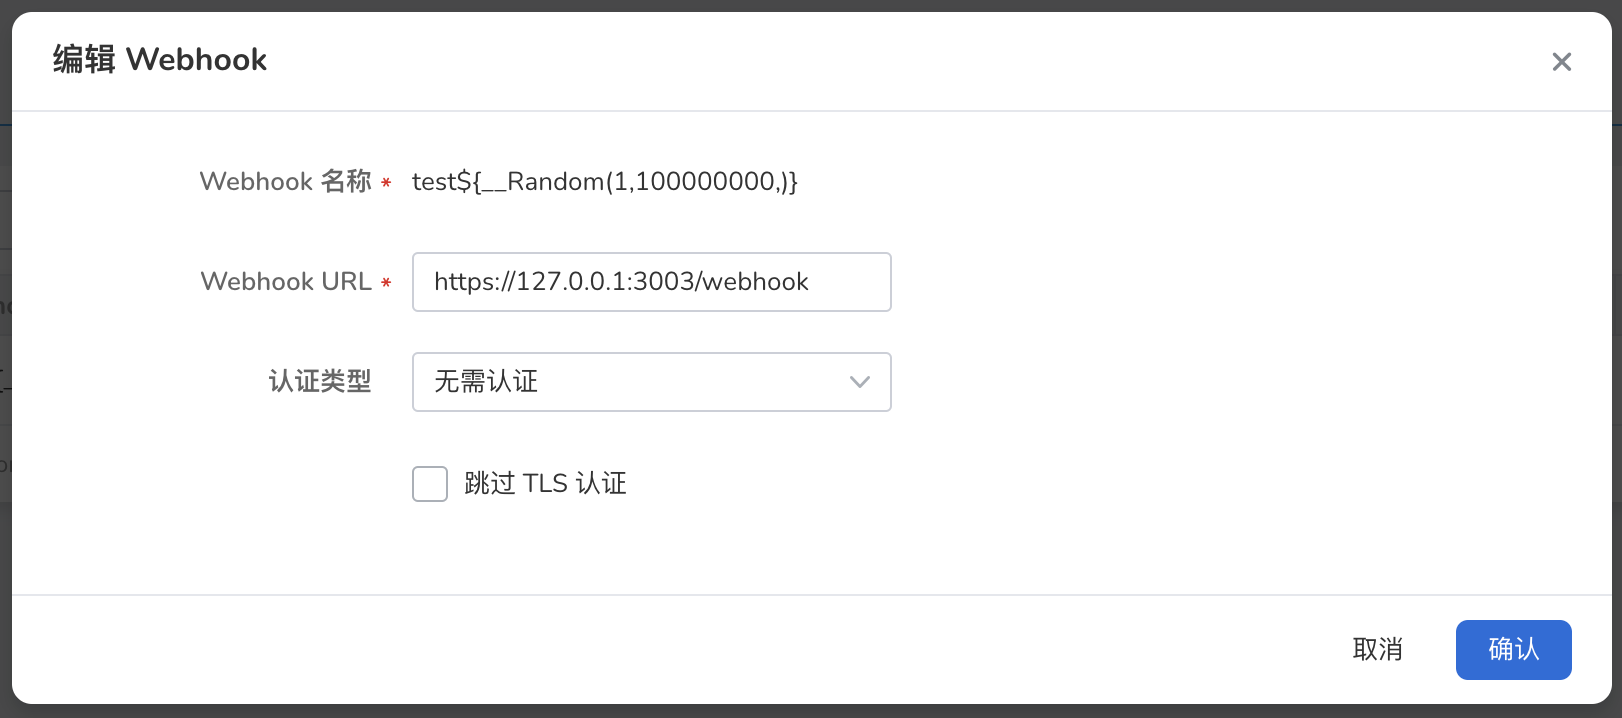 编辑 Webhook
Webhook 名称 * test${__Random(1,100000000,)}
Webhook URL * https://127.0.0.1:3003/webhook
认证类型 无需认证
跳过 TLS 认证
取消 确认